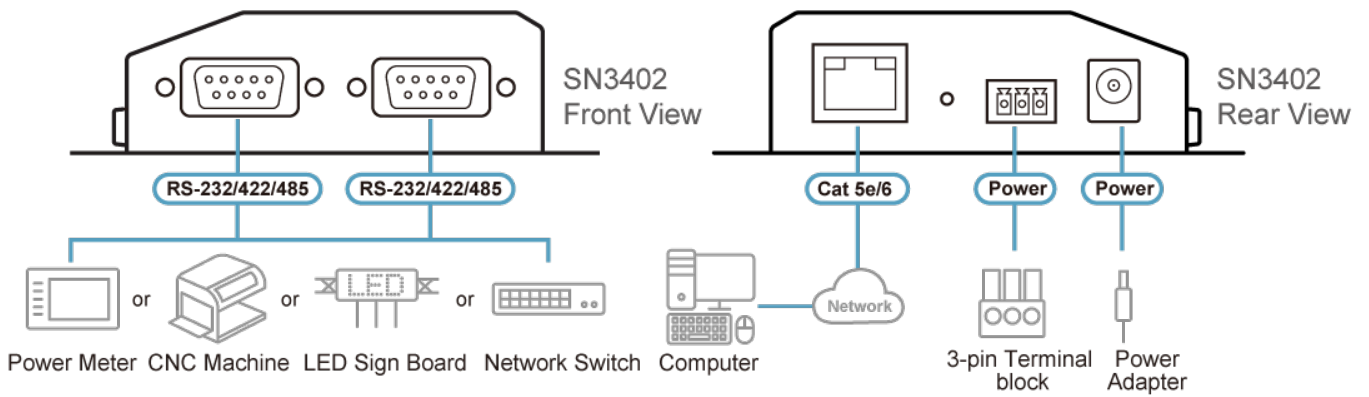 SN3402
Front View
SN3402
Rear View
RS-232/422/485
RS-232/422/485
Cat 5e/6
Power
Power
or
or
LED
or
Network
Power Meter
CNC Machine
LED Sign Board
Network Switch
Computer
3-pin Terminal
block
Power
Adapter